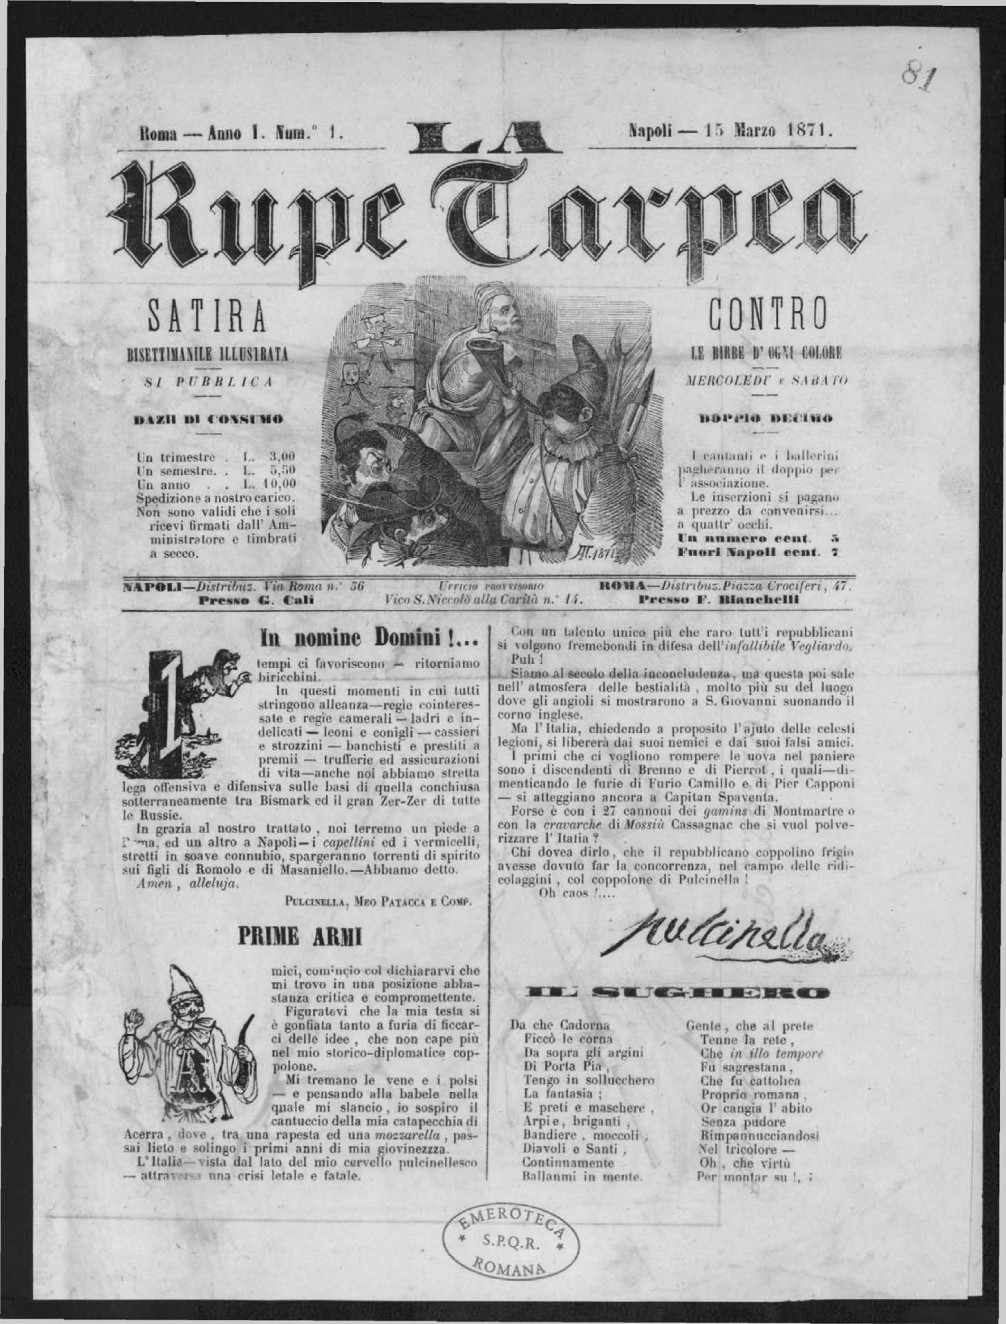 81
Roma — Anno I. Num.° 1.
LA
Napoli — 15 Marzo 1871.
Rupe Tarpea
SATIRA
BISETTIMANILE ILLUSTRATA
SI PUBBLICA
DAZII DI CONSUMO
Un trimestre . L. 3,00
Un semestre. . L. 5,50
Un anno . . L. 10,00
Spedizione a nostro carico.
Non sono validi che i soli
ricevi firmati dall' Am-
ministratore e timbrati
a secco.
CONTRO
LE BIRBE D' OGNI COLORE
MERCOLEDI' e SABATO
DOPPIO DECIMO
I cantanti e i ballerini
pagheranno il doppio per
l' associazione.
Le inserzioni si pagano
a prezzo da convenirsi...
a quattr' occhi.
Un numero cent. 5
Fuori Napoli cent. 7
1871
NAPOLI—Distribuz. Via Roma n.° 56
Presso G. Cali
UFFICIO PROVVISORIO
Vico S. Niccolò alla Carità n.° 14.
ROMA—Distribuz. Piazza Crociferi, 47.
Presso F. Bianchelli
In nomine Domini !...
I tempi ci favoriscono — ritorniamo
biricchini.
In questi momenti in cui tutti
stringono alleanza—regie cointeres-
sate e regie camerali — ladri e in-
delicati — leoni e conigli — cassieri
e strozzini — banchisti e prestiti a
premii — trufferie ed assicurazioni
di vita—anche noi abbiamo stretta
lega offensiva e difensiva sulle basi di quella conchiusa
sotterraneamente tra Bismark ed il gran Zer-Zer di tutte
le Russie.
In grazia al nostro trattato, noi terremo un piede a
Roma, ed un altro a Napoli—i capellini ed i vermicelli,
stretti in soave connubio, spargeranno torrenti di spirito
sui figli di Romolo e di Masaniello.—Abbiamo detto.
Amen, alleluja.
PULCINELLA, MEO PATACCA E COMP.
PRIME ARMI
A
mici, comincio col dichiararvi che
mi trovo in una posizione abba-
stanza critica e compromettente.
Figuratevi che la mia testa si
è gonfiata tanto a furia di ficcar-
ci delle idee, che non cape più
nel mio storico-diplomatico cop-
polone.
Mi tremano le vene e i polsi
— e pensando alla babele nella
quale mi slancio, io sospiro il
cantuccio della mia catapecchia di
Acerra, dove, tra una rapesta ed una mozzarella, pas-
sai lieto e solingo i primi anni di mia giovinezzza.
L'Italia—vista dal lato del mio cervello pulcinellesco
— attraversa una crisi letale e fatale.
Con un talento unico più che raro tutt'i repubblicani
si volgono fremebondi in difesa dell'infallibile Vegliardo.
Puh !
Siamo al secolo della inconcludenza, ma questa poi sale
nell' atmosfera delle bestialità, molto più su del luogo
dove gli angioli si mostrarono a S. Giovanni suonando il
corno inglese.
Ma l'Italia, chiedendo a proposito l'ajuto delle celesti
legioni, si libererà dai suoi nemici e dai suoi falsi amici.
I primi che ci vogliono rompere le uova nel paniere
sono i discendenti di Brenno e di Pierrot, i quali—di-
menticando le furie di Furio Camillo e di Pier Capponi
— si atteggiano ancora a Capitan Spaventa.
Forse è con i 27 cannoni dei gamins di Montmartre o
con la cravarche di Mossiù Cassagnac che si vuol polve-
rizzare l' Italia ?
Chi dovea dirlo, che il repubblicano coppolino frigio
avesse dovuto far la concorrenza, nel campo delle ridi-
colaggini, col coppolone di Pulcinella !
Oh caos !....
Pulcinella
IL SUGHERO
Da che Cadorna
Ficcò le corna
Da sopra gli argini
Di Porta Pia,
Tengo in sollucchero
La fantasia ;
E preti e maschere,
Arpie, briganti,
Bandiere, moccoli,
Diavoli e Santi,
Continnamente
Ballanmi in mente.
Gente, che al prete
Tenne la rete,
Che in illo tempore
Fu sagrestana,
Che fu cattolica
Proprio romana,
Or cangia l' abito
Senza pudore
Rimpannucciandosi
Nel tricolore —
Oh, che virtù
Per montar su !, :
EMEROTECA
S.P.Q.R.
ROMANA